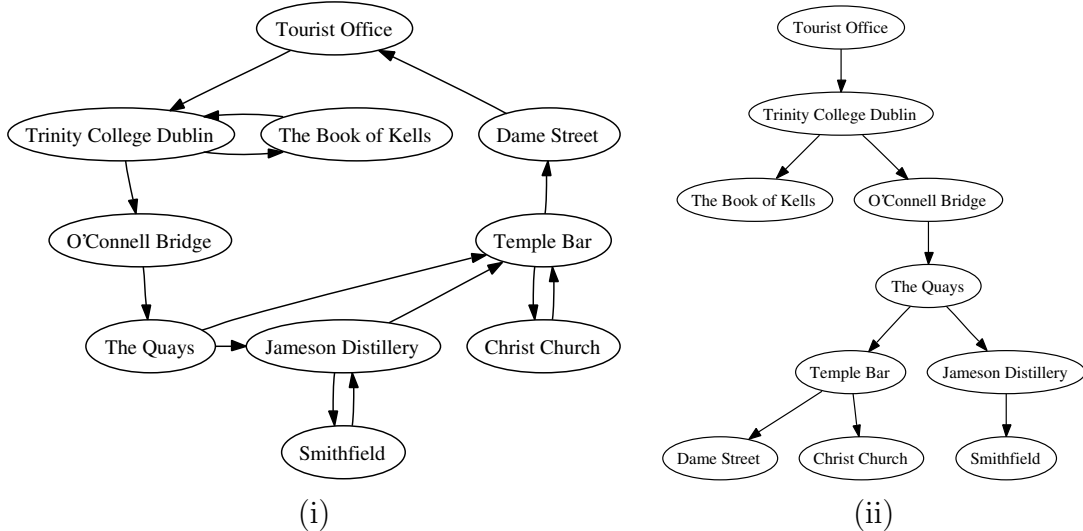 Tourist Office
Trinity College Dublin
The Book of Kells
Dame Street
O'Connell Bridge
Temple Bar
The Quays
Jameson Distillery
Christ Church
Smithfield
(i)
Tourist Office
Trinity College Dublin
The Book of Kells
O'Connell Bridge
The Quays
Temple Bar
Jameson Distillery
Dame Street
Christ Church
Smithfield
(ii)